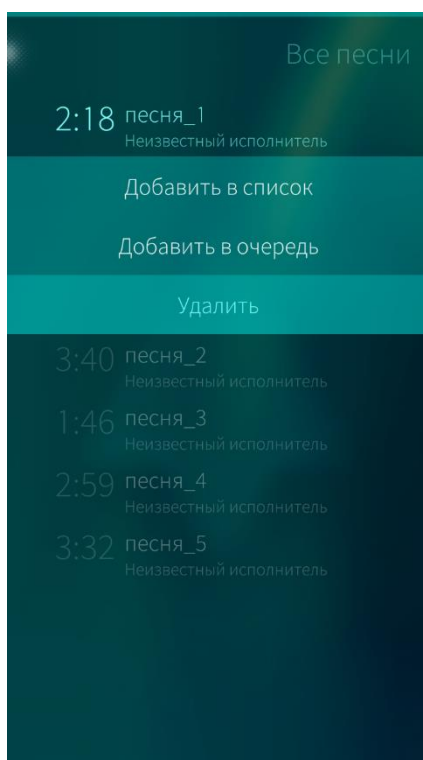 Все песни
2:18 песня_1
Неизвестный исполнитель
Добавить в список
Добавить в очередь
Удалить
3:40 песня_2
Неизвестный исполнитель
1:46 песня_3
Неизвестный исполнитель
2:59 песня_4
Неизвестный исполнитель
3:32 песня_5
Неизвестный исполнитель